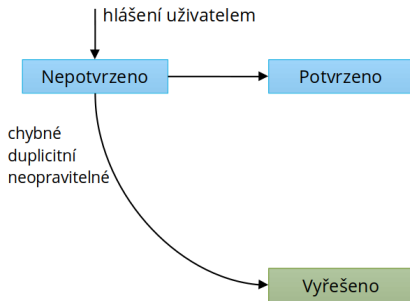 hlášení uživatelem
Nepotvrzeno
Potvrzeno
chybné
duplicitní
neopravitelné
Vyřešeno